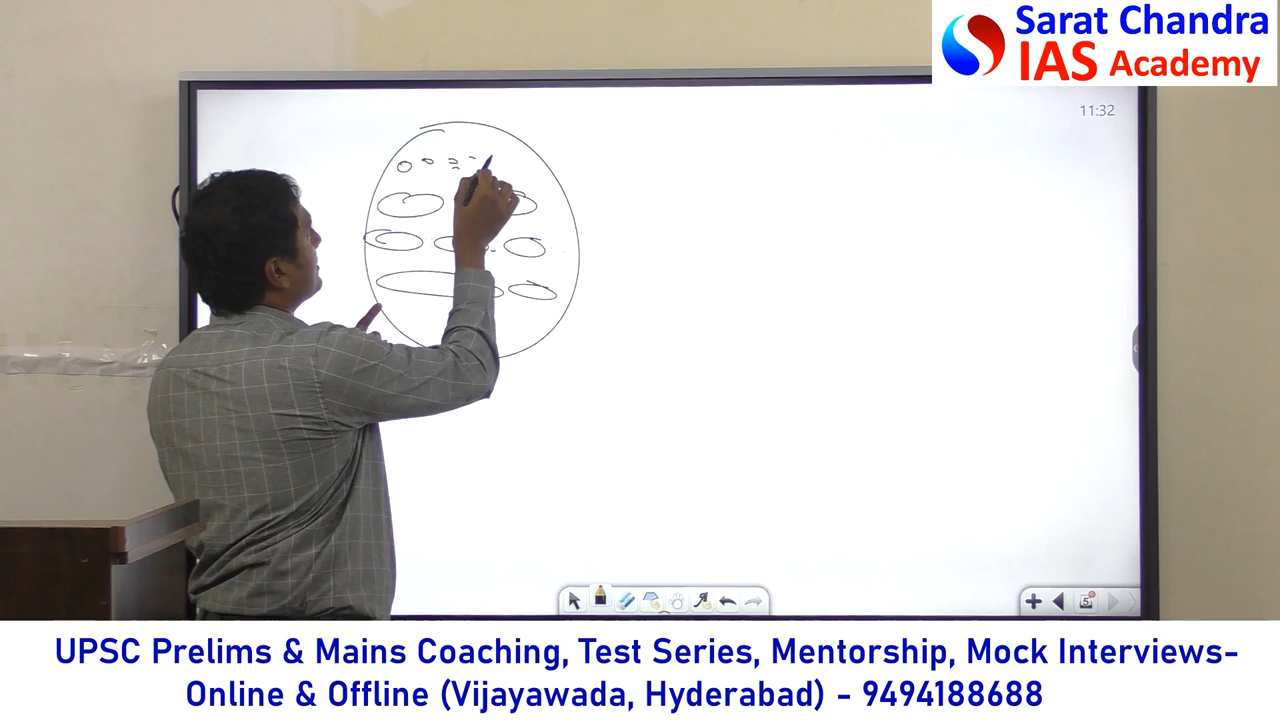 Sarat Chandra
IAS Academy
11:32
5
UPSC Prelims & Mains Coaching, Test Series, Mentorship, Mock Interviews-
Online & Offline (Vijayawada, Hyderabad) - 9494188688